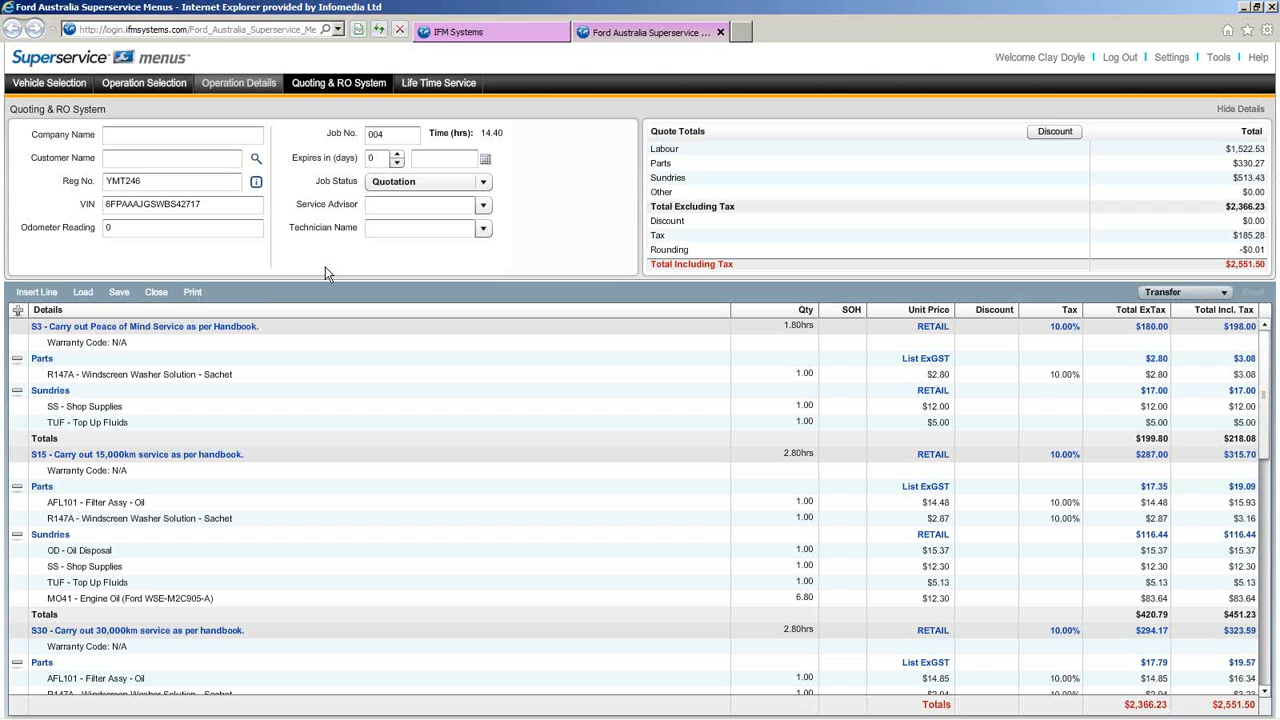 Ford Australia Superservice Menus - Internet Explorer provided by Infomedia Ltd
http://login.ifmsystems.com/Ford_Australia_Superservice_Me
IFM Systems
Ford Australia Superservice ...
Superservice menus
Welcome Clay Doyle Log Out Settings Tools Help
Vehicle Selection Operation Selection Operation Details Quoting & RO System Life Time Service
Quoting & RO System Hide Details
Company Name
Customer Name
Reg No. YMT246
VIN 6FPAAAJGSWBS42717
Odometer Reading 0
Job No. 004 Time (hrs): 14.40
Expires in (days) 0
Job Status Quotation
Service Advisor
Technician Name
Quote Totals Discount Total
Labour $1,522.53
Parts $330.27
Sundries $513.43
Other $0.00
Total Excluding Tax $2,366.23
Discount $0.00
Tax $185.28
Rounding -$0.01
Total Including Tax $2,551.50
Insert Line Load Save Close Print Transfer Email
Details Qty SOH Unit Price Discount Tax Total ExTax Total Incl. Tax
S3 - Carry out Peace of Mind Service as per Handbook. 1.80hrs RETAIL 10.00% $180.00 $198.00
Warranty Code: N/A
Parts List ExGST $2.80 $3.08
R147A - Windscreen Washer Solution - Sachet 1.00 $2.80 10.00% $2.80 $3.08
Sundries RETAIL $17.00 $17.00
SS - Shop Supplies 1.00 $12.00 $12.00 $12.00
TUF - Top Up Fluids 1.00 $5.00 $5.00 $5.00
Totals $199.80 $218.08
S15 - Carry out 15,000km service as per handbook. 2.80hrs RETAIL 10.00% $287.00 $315.70
Warranty Code: N/A
Parts List ExGST $17.35 $19.09
AFL101 - Filter Assy - Oil 1.00 $14.48 10.00% $14.48 $15.93
R147A - Windscreen Washer Solution - Sachet 1.00 $2.87 10.00% $2.87 $3.16
Sundries RETAIL $116.44 $116.44
OD - Oil Disposal 1.00 $15.37 $15.37 $15.37
SS - Shop Supplies 1.00 $12.30 $12.30 $12.30
TUF - Top Up Fluids 1.00 $5.13 $5.13 $5.13
MO41 - Engine Oil (Ford WSE-M2C905-A) 6.80 $12.30 $83.64 $83.64
Totals $420.79 $451.23
S30 - Carry out 30,000km service as per handbook. 2.80hrs RETAIL 10.00% $294.17 $323.59
Warranty Code: N/A
Parts List ExGST $17.79 $19.57
AFL101 - Filter Assy - Oil 1.00 $14.85 10.00% $14.85 $16.34
R147A - Windscreen Washer Solution - Sachet 1.00 $2.94 10.00% $2.94 $3.23
Totals $2,366.23 $2,551.50